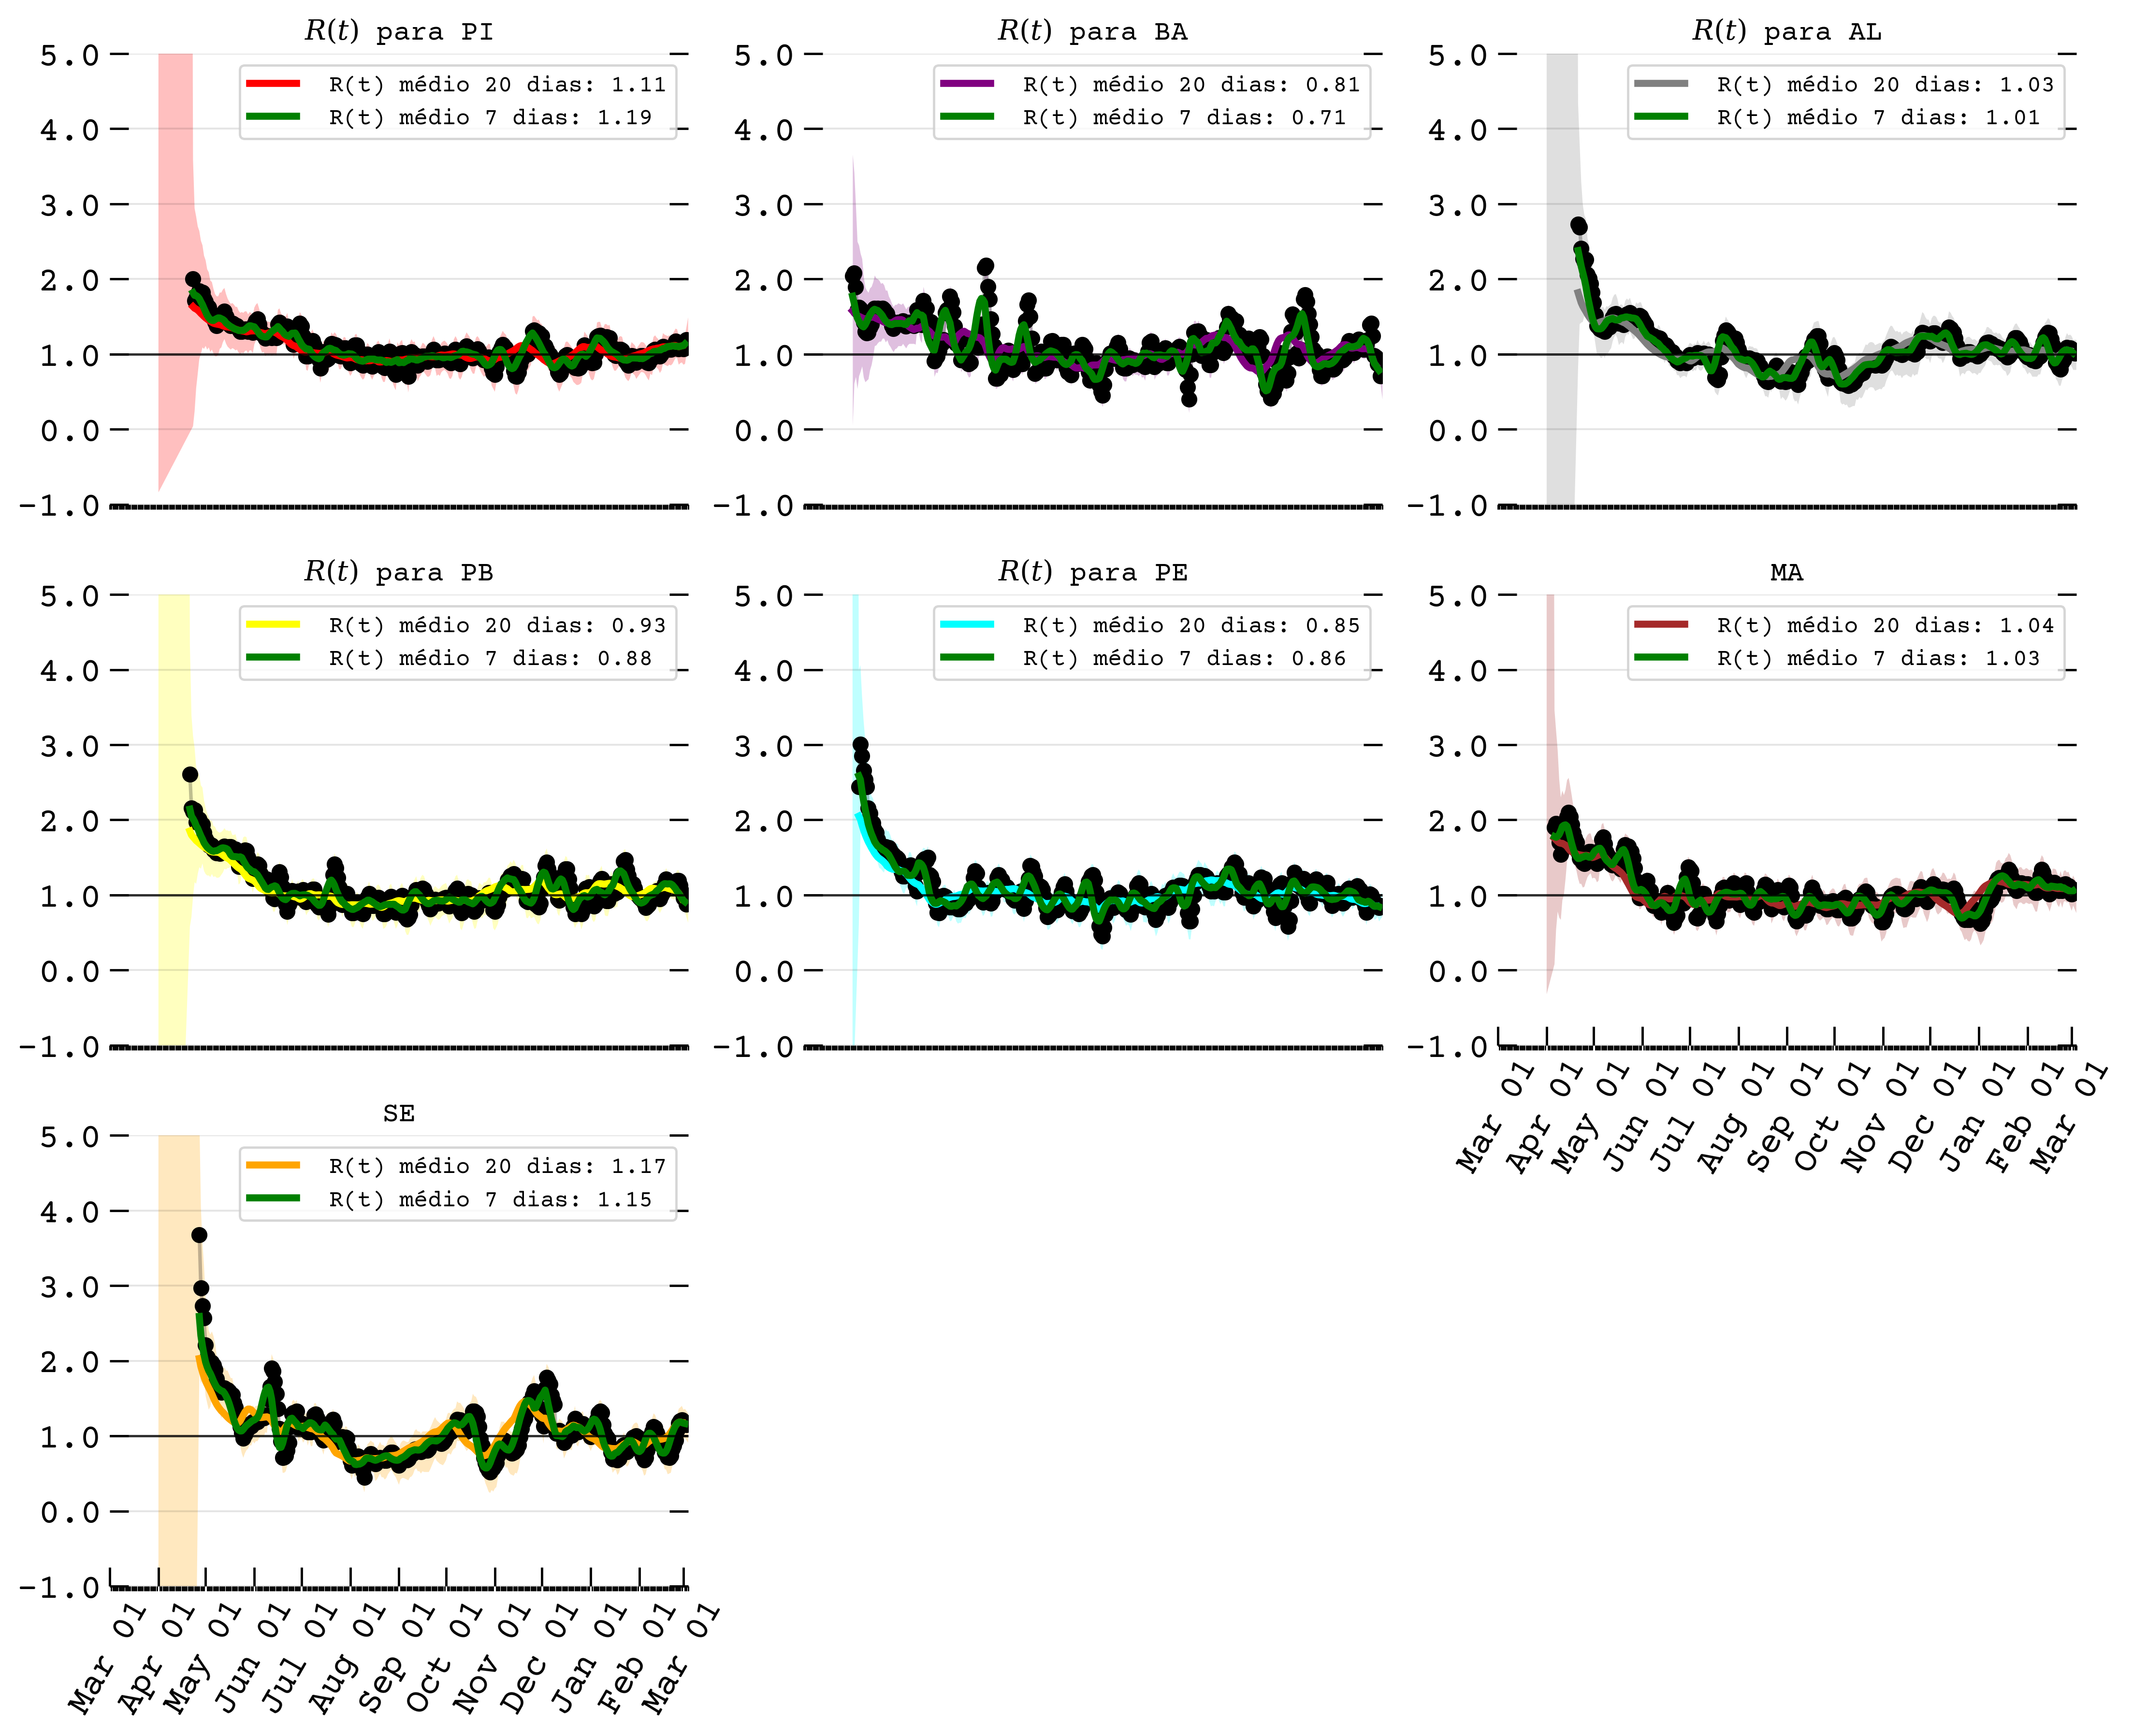 R(t) para PI
5.0
4.0
3.0
2.0
1.0
0.0
−1.0
R(t) médio 20 dias: 1.11
R(t) médio 7 dias: 1.19
R(t) para BA
5.0
4.0
3.0
2.0
1.0
0.0
−1.0
R(t) médio 20 dias: 0.81
R(t) médio 7 dias: 0.71
R(t) para AL
5.0
4.0
3.0
2.0
1.0
0.0
−1.0
R(t) médio 20 dias: 1.03
R(t) médio 7 dias: 1.01
R(t) para PB
5.0
4.0
3.0
2.0
1.0
0.0
−1.0
R(t) médio 20 dias: 0.93
R(t) médio 7 dias: 0.88
R(t) para PE
5.0
4.0
3.0
2.0
1.0
0.0
−1.0
R(t) médio 20 dias: 0.85
R(t) médio 7 dias: 0.86
MA
5.0
4.0
3.0
2.0
1.0
0.0
−1.0
R(t) médio 20 dias: 1.04
R(t) médio 7 dias: 1.03
Mar 01
Apr 01
May 01
Jun 01
Jul 01
Aug 01
Sep 01
Oct 01
Nov 01
Dec 01
Jan 01
Feb 01
Mar 01
SE
5.0
4.0
3.0
2.0
1.0
0.0
−1.0
R(t) médio 20 dias: 1.17
R(t) médio 7 dias: 1.15
Mar 01
Apr 01
May 01
Jun 01
Jul 01
Aug 01
Sep 01
Oct 01
Nov 01
Dec 01
Jan 01
Feb 01
Mar 01